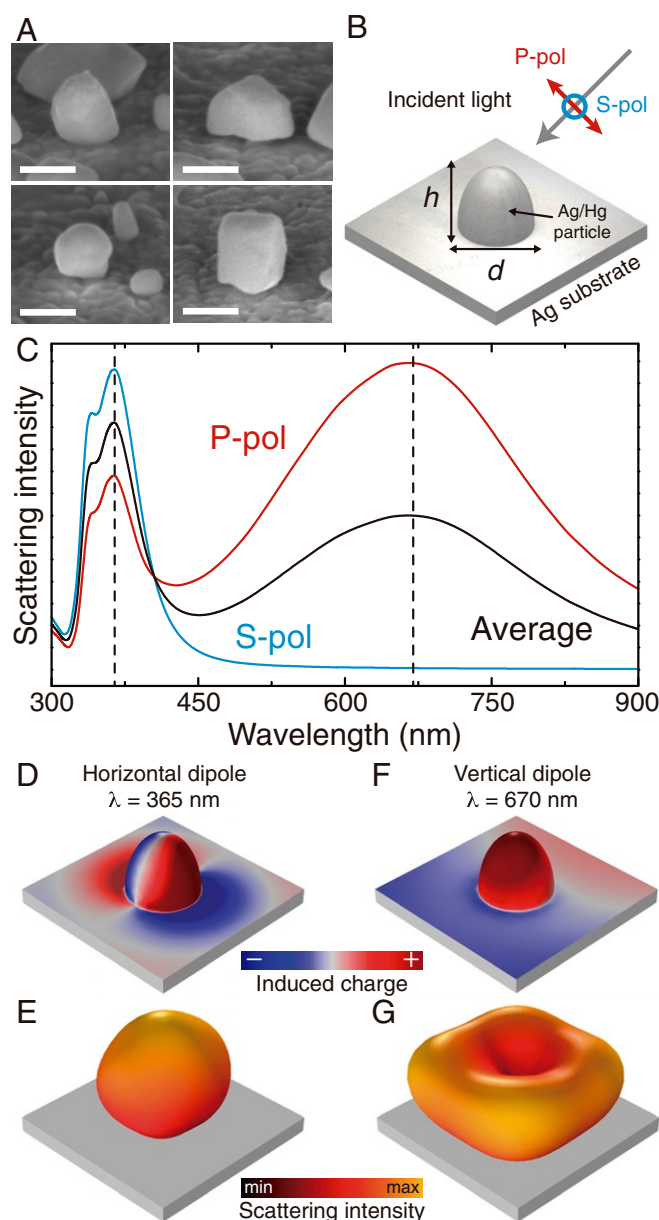 A
B
P-pol
Incident light
S-pol
h
Ag/Hg
particle
d
Ag substrate
C
Scattering intensity
P-pol
S-pol
Average
300
450
600
750
900
Wavelength (nm)
D
Horizontal dipole
λ = 365 nm
F
Vertical dipole
λ = 670 nm
− +
Induced charge
E
G
min max
Scattering intensity